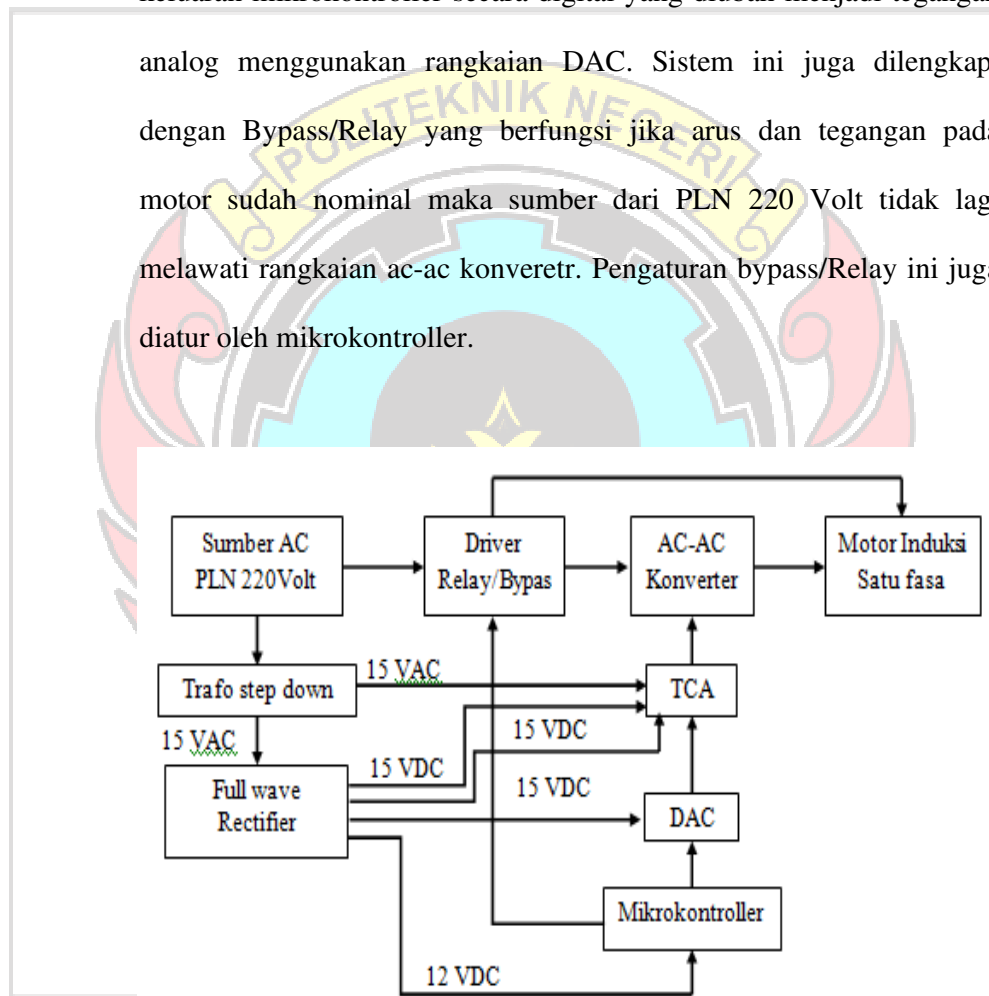 analog menggunakan rangkaian DAC. Sistem ini juga dilengkap
dengan Bypass/Relay yang berfungsi jika arus dan tegangan pada
motor sudah nominal maka sumber dari PLN 220 Volt tidak lag
melawati rangkaian ac-ac konveretr. Pengaturan bypass/Relay ini juga
diatur oleh mikrokontroller.
POLITEKNIK NEGERI
Sumber AC
PLN 220Volt
Driver
Relay/Bypas
AC-AC
Konverter
Motor Induksi
Satu fasa
Trafo step down
15 VAC
TCA
15 VAC
15 VDC
15 VDC
Full wave
Rectifier
15 VDC
DAC
Mikrokontroller
12 VDC